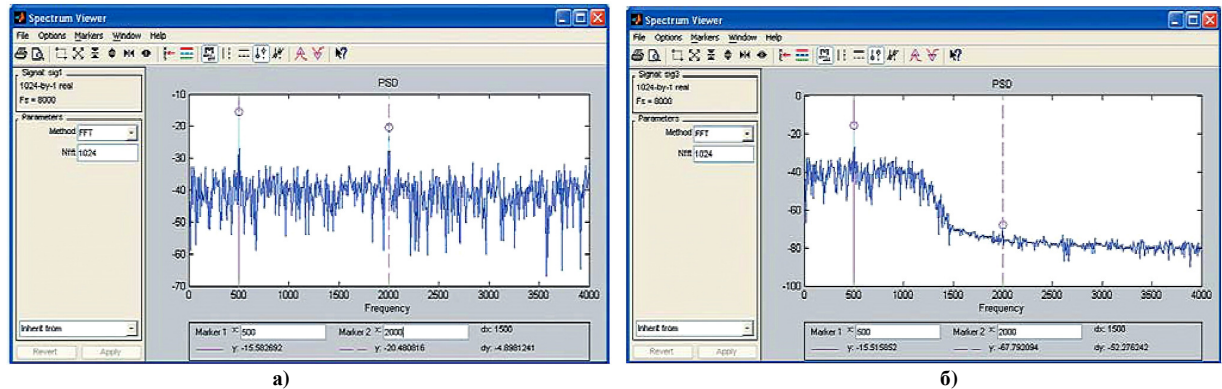 Spectrum Viewer
File Options Markers Window Help
Signal: sig1
1024-by-1 real
Fs = 8000
Parameters
Method FFT
Nfft 1024
Inherit from
Revert Apply
PSD
-10
-20
-30
-40
-50
-60
-70
0 500 1000 1500 2000 2500 3000 3500 4000
Frequency
Marker 1 x: 500 Marker 2 x: 2000 dx: 1500
y: -15.582692 y: -20.480816 dy: -4.8981241
а)
Spectrum Viewer
File Options Markers Window Help
Signal: sig3
1024-by-1 real
Fs = 8000
Parameters
Method FFT
Nfft 1024
Inherit from
Revert Apply
PSD
0
-20
-40
-60
-80
-100
0 500 1000 1500 2000 2500 3000 3500 4000
Frequency
Marker 1 x: 500 Marker 2 x: 2000 dx: 1500
y: -15.515852 y: -67.792094 dy: -52.276242
б)